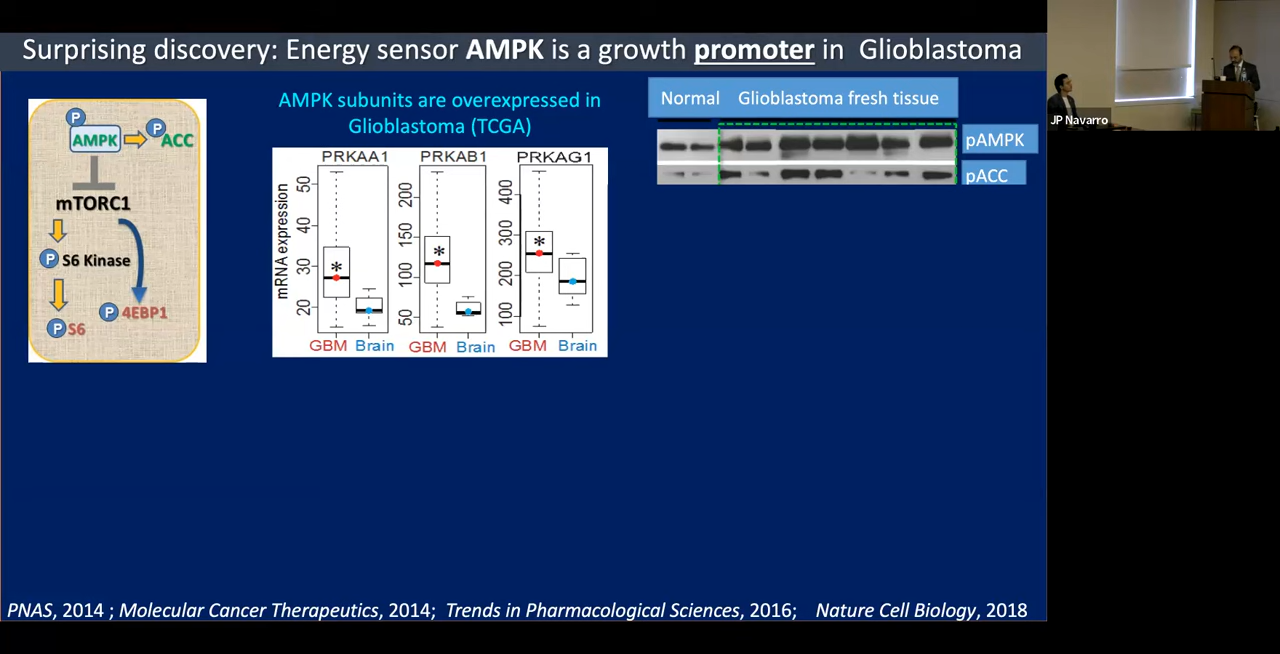 Surprising discovery: Energy sensor AMPK is a growth promoter in Glioblastoma
P
AMPK
P
ACC
mTORC1
P S6 Kinase
P 4EBP1
P S6
AMPK subunits are overexpressed in
Glioblastoma (TCGA)
PRKAA1 PRKAB1 PRKAG1
mRNA expression
50
40
30
20
*
GBM Brain
200
150
100
50
*
GBM Brain
400
300
200
100
*
GBM Brain
Normal Glioblastoma fresh tissue
pAMPK
pACC
JP Navarro
PNAS, 2014 ; Molecular Cancer Therapeutics, 2014; Trends in Pharmacological Sciences, 2016; Nature Cell Biology, 2018